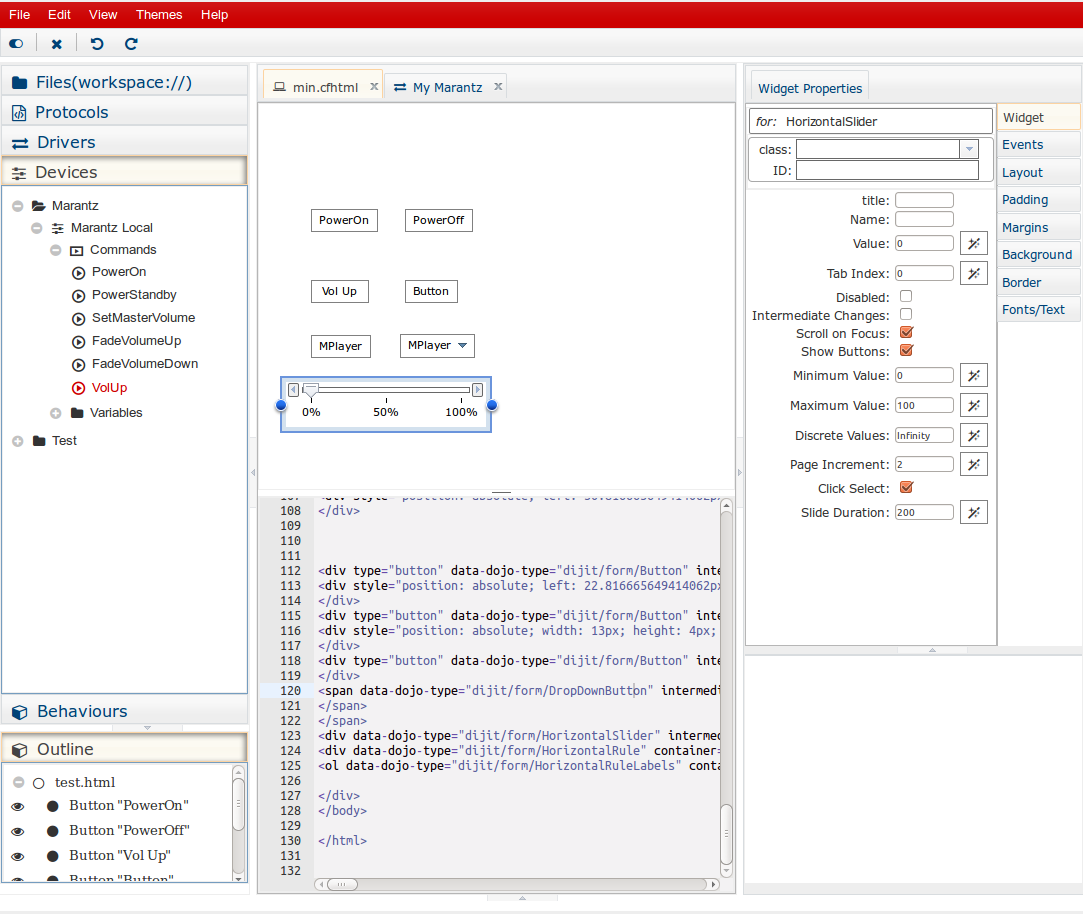 File Edit View Themes Help
Files(workspace://)
Protocols
Drivers
Devices
Marantz
Marantz Local
Commands
PowerOn
PowerStandby
SetMasterVolume
FadeVolumeUp
FadeVolumeDown
VolUp
Variables
Test
Behaviours
Outline
test.html
Button "PowerOn"
Button "PowerOff"
Button "Vol Up"
Button "Button"
min.cfhtml x My Marantz x
PowerOn PowerOff
Vol Up Button
MPlayer MPlayer
0% 50% 100%
108 </div>
109
110
111
112 <div type="button" data-dojo-type="dijit/form/Button" inte
113 <div style="position: absolute; left: 22.816665649414062px
114 </div>
115 <div type="button" data-dojo-type="dijit/form/Button" inte
116 <div style="position: absolute; width: 13px; height: 4px;
117 </div>
118 <div type="button" data-dojo-type="dijit/form/Button" inte
119 </div>
120 <span data-dojo-type="dijit/form/DropDownButton" intermedi
121 </span>
122 </span>
123 <div data-dojo-type="dijit/form/HorizontalSlider" intermed
124 <div data-dojo-type="dijit/form/HorizontalRule" container=
125 <ol data-dojo-type="dijit/form/HorizontalRuleLabels" conta
126
127 </div>
128 </body>
129
130 </html>
131
132
Widget Properties
for: HorizontalSlider
class:
ID:
title:
Name:
Value: 0
Tab Index: 0
Disabled:
Intermediate Changes:
Scroll on Focus:
Show Buttons:
Minimum Value: 0
Maximum Value: 100
Discrete Values: Infinity
Page Increment: 2
Click Select:
Slide Duration: 200
Widget
Events
Layout
Padding
Margins
Background
Border
Fonts/Text